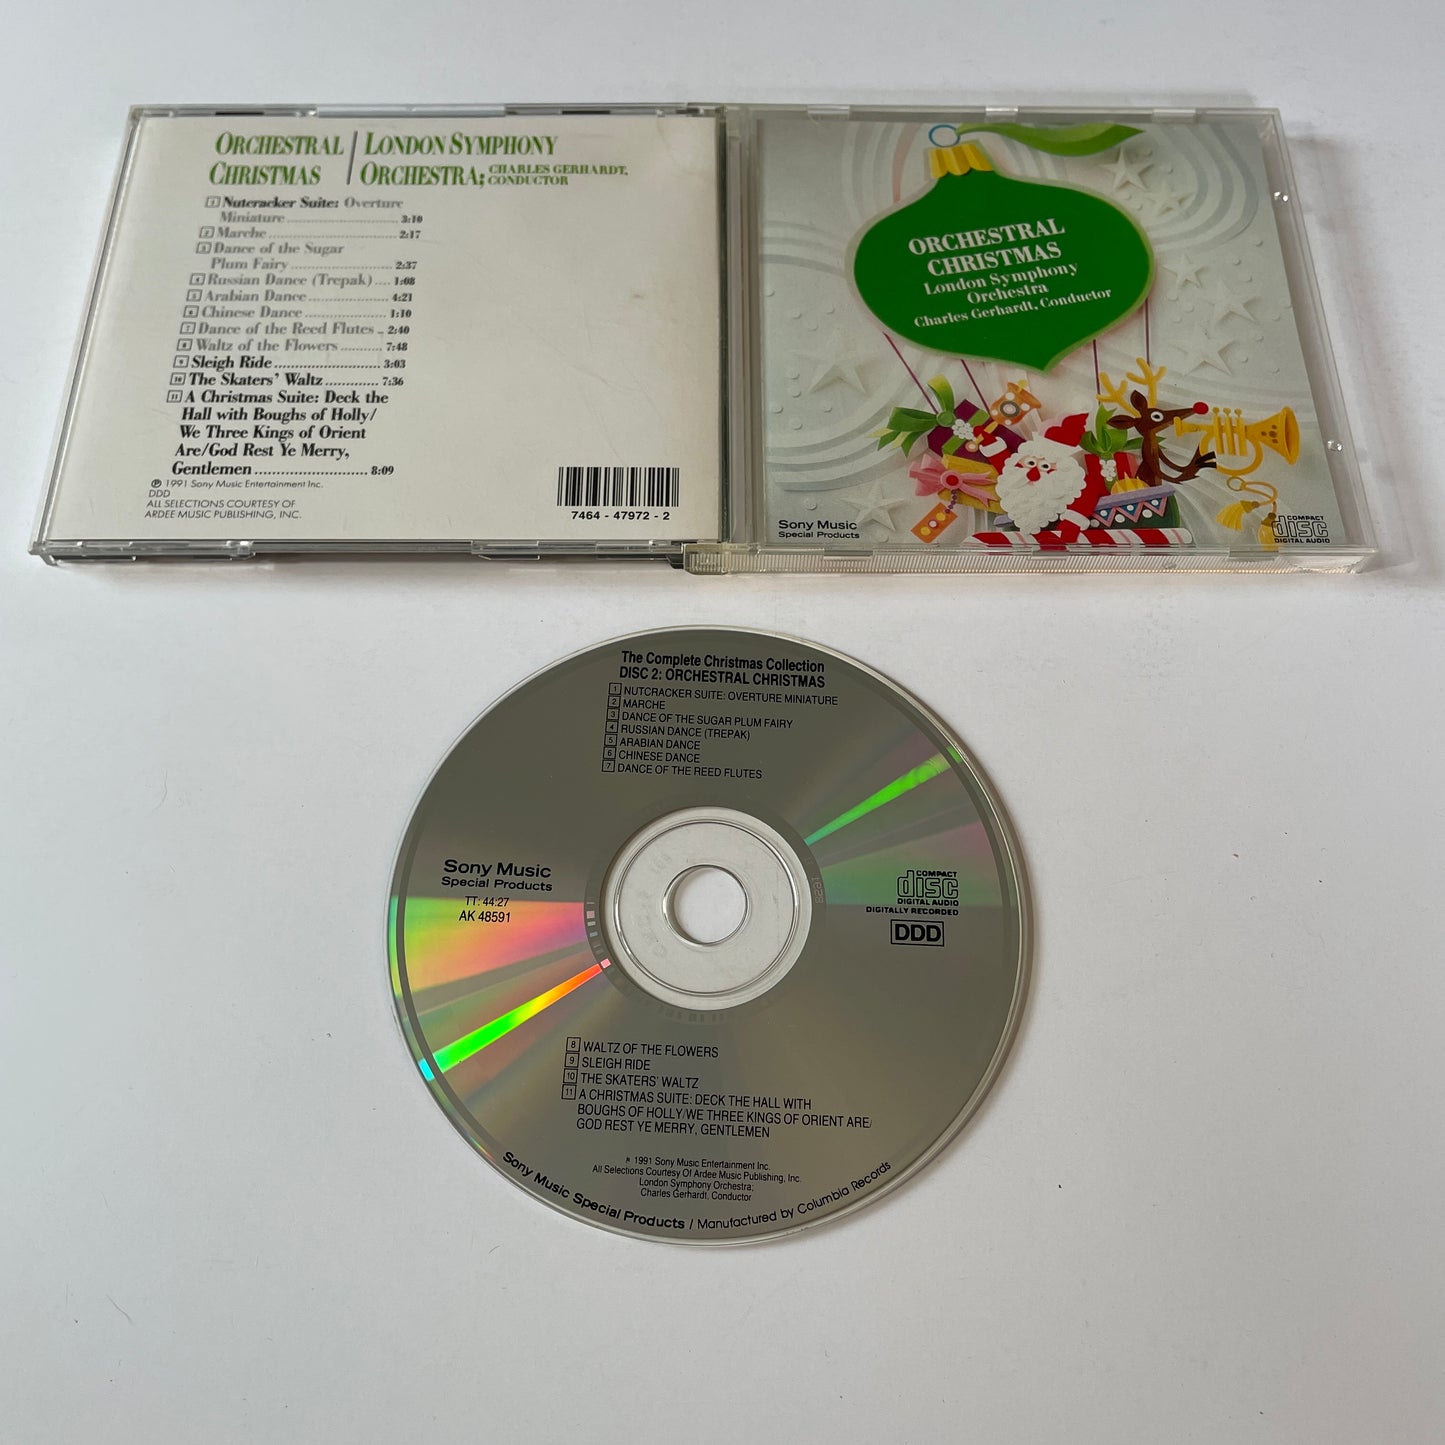 ORCHESTRAL
CHRISTMAS
LONDON SYMPHONY
ORCHESTRA; CHARLES GERHARDT, CONDUCTOR
1 Nutcracker Suite: Overture
Miniature 3:10
2 Marche 2:17
3 Dance of the Sugar
Plum Fairy 2:37
4 Russian Dance (Trepak) 1:08
5 Arabian Dance 4:21
6 Chinese Dance 1:10
7 Dance of the Reed Flutes 2:40
8 Waltz of the Flowers 7:48
9 Sleigh Ride 3:03
10 The Skaters' Waltz 7:36
11 A Christmas Suite: Deck the
Hall with Boughs of Holly/
We Three Kings of Orient
Are/God Rest Ye Merry,
Gentlemen 8:09
℗ 1991 Sony Music Entertainment Inc.
DDD
ALL SELECTIONS COURTESY OF
ARDEE MUSIC PUBLISHING, INC.
7464 - 47972 - 2
ORCHESTRAL
CHRISTMAS
London Symphony
Orchestra
Charles Gerhardt, Conductor
Sony Music
Special Products
COMPACT
disc
DIGITAL AUDIO
The Complete Christmas Collection
DISC 2: ORCHESTRAL CHRISTMAS
1 NUTCRACKER SUITE: OVERTURE MINIATURE
2 MARCHE
3 DANCE OF THE SUGAR PLUM FAIRY
4 RUSSIAN DANCE (TREPAK)
5 ARABIAN DANCE
6 CHINESE DANCE
7 DANCE OF THE REED FLUTES
Sony Music
Special Products
TT: 44:27
AK 48591
COMPACT
disc
DIGITAL AUDIO
DIGITALLY RECORDED
DDD
8 WALTZ OF THE FLOWERS
9 SLEIGH RIDE
10 THE SKATERS' WALTZ
11 A CHRISTMAS SUITE: DECK THE HALL WITH
BOUGHS OF HOLLY/WE THREE KINGS OF ORIENT ARE/
GOD REST YE MERRY, GENTLEMEN
℗ 1991 Sony Music Entertainment Inc.
All Selections Courtesy Of Ardee Music Publishing, Inc.
London Symphony Orchestra;
Charles Gerhardt, Conductor
Sony Music Special Products / Manufactured by Columbia Records